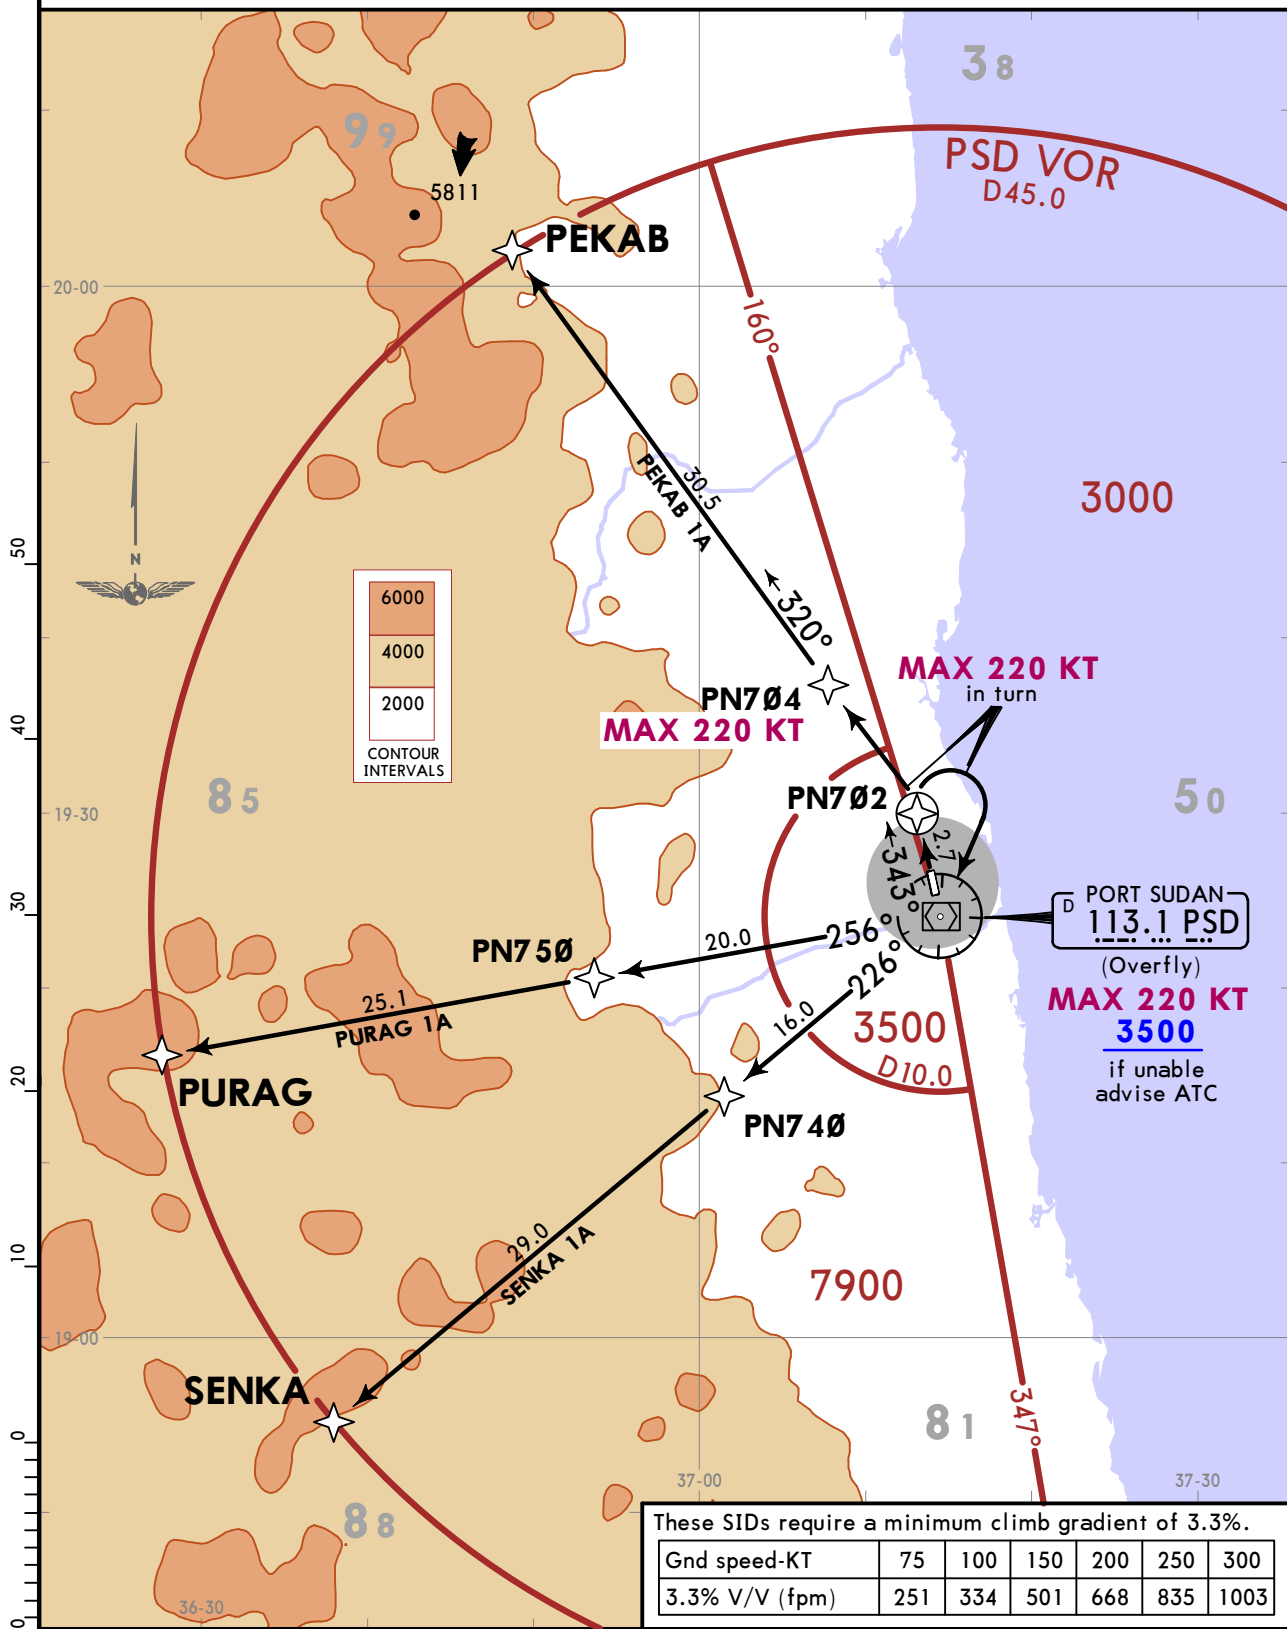 3 8
9 9
PSD VOR
D45.0
5811
PEKAB
20-00
160°
30.5
PEKAB 1A
3000
50
N
6000
4000
2000
CONTOUR
INTERVALS
320°
MAX 220 KT
in turn
PN7Ø4
MAX 220 KT
40
8 5
19-30
PN7Ø2
5 0
2.7
343°
30
D PORT SUDAN
113.1 PSD
(Overfly)
MAX 220 KT
3500
if unable
advise ATC
PN75Ø
20.0
256°
226°
25.1
PURAG 1A
16.0
3500
D10.0
PURAG
20
PN74Ø
29.0
SENKA 1A
10
7900
19-00
SENKA
347°
8 1
0
37-00
37-30
8 8
36-30
0
These SIDs require a minimum climb gradient of 3.3%.
Gnd speed-KT 75 100 150 200 250 300
3.3% V/V (fpm) 251 334 501 668 835 1003